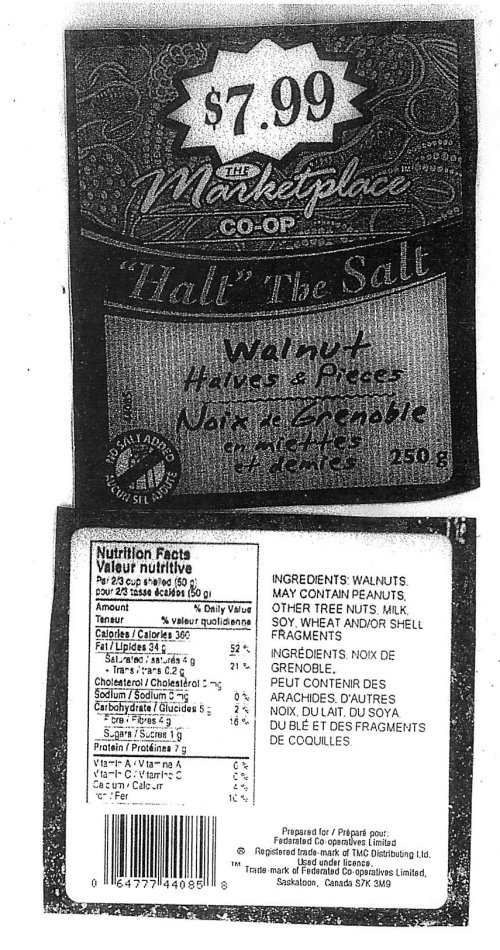 $7.99
THE
Marketplace™
CO-OP
"Halt" The Salt
Walnut
Halves & Pieces
Noix de Grenoble
en miettes
et demies
250 g
44085
NO SALT ADDED
AUCUN SEL AJOUTÉ
Nutrition Facts
Valeur nutritive
Per 2/3 cup shelled (50 g)
pour 2/3 tasse écalées (50 g)
Amount % Daily Value
Teneur % valeur quotidienne
Calories / Calories 360
Fat / Lipides 34 g 52 %
Saturated / saturés 4 g
+ Trans / trans 0.2 g 21 %
Cholesterol / Cholestérol 0 mg
Sodium / Sodium 0 mg 0 %
Carbohydrate / Glucides 5 g 2 %
Fibre / Fibres 4 g 16 %
Sugars / Sucres 1 g
Protein / Protéines 7 g
Vitamin A / Vitamine A 0 %
Vitamin C / Vitamine C 0 %
Calcium / Calcium 4 %
Iron / Fer 10 %
INGREDIENTS: WALNUTS.
MAY CONTAIN PEANUTS,
OTHER TREE NUTS, MILK,
SOY, WHEAT AND/OR SHELL
FRAGMENTS
INGRÉDIENTS: NOIX DE
GRENOBLE.
PEUT CONTENIR DES
ARACHIDES, D'AUTRES
NOIX, DU LAIT, DU SOYA,
DU BLÉ ET DES FRAGMENTS
DE COQUILLES.
0 64777 44085 8
Prepared for / Préparé pour:
Federated Co-operatives Limited
® Registered trade-mark of TMC Distributing Ltd.
Used under licence.
™ Trade-mark of Federated Co-operatives Limited,
Saskatoon, Canada S7K 3M9